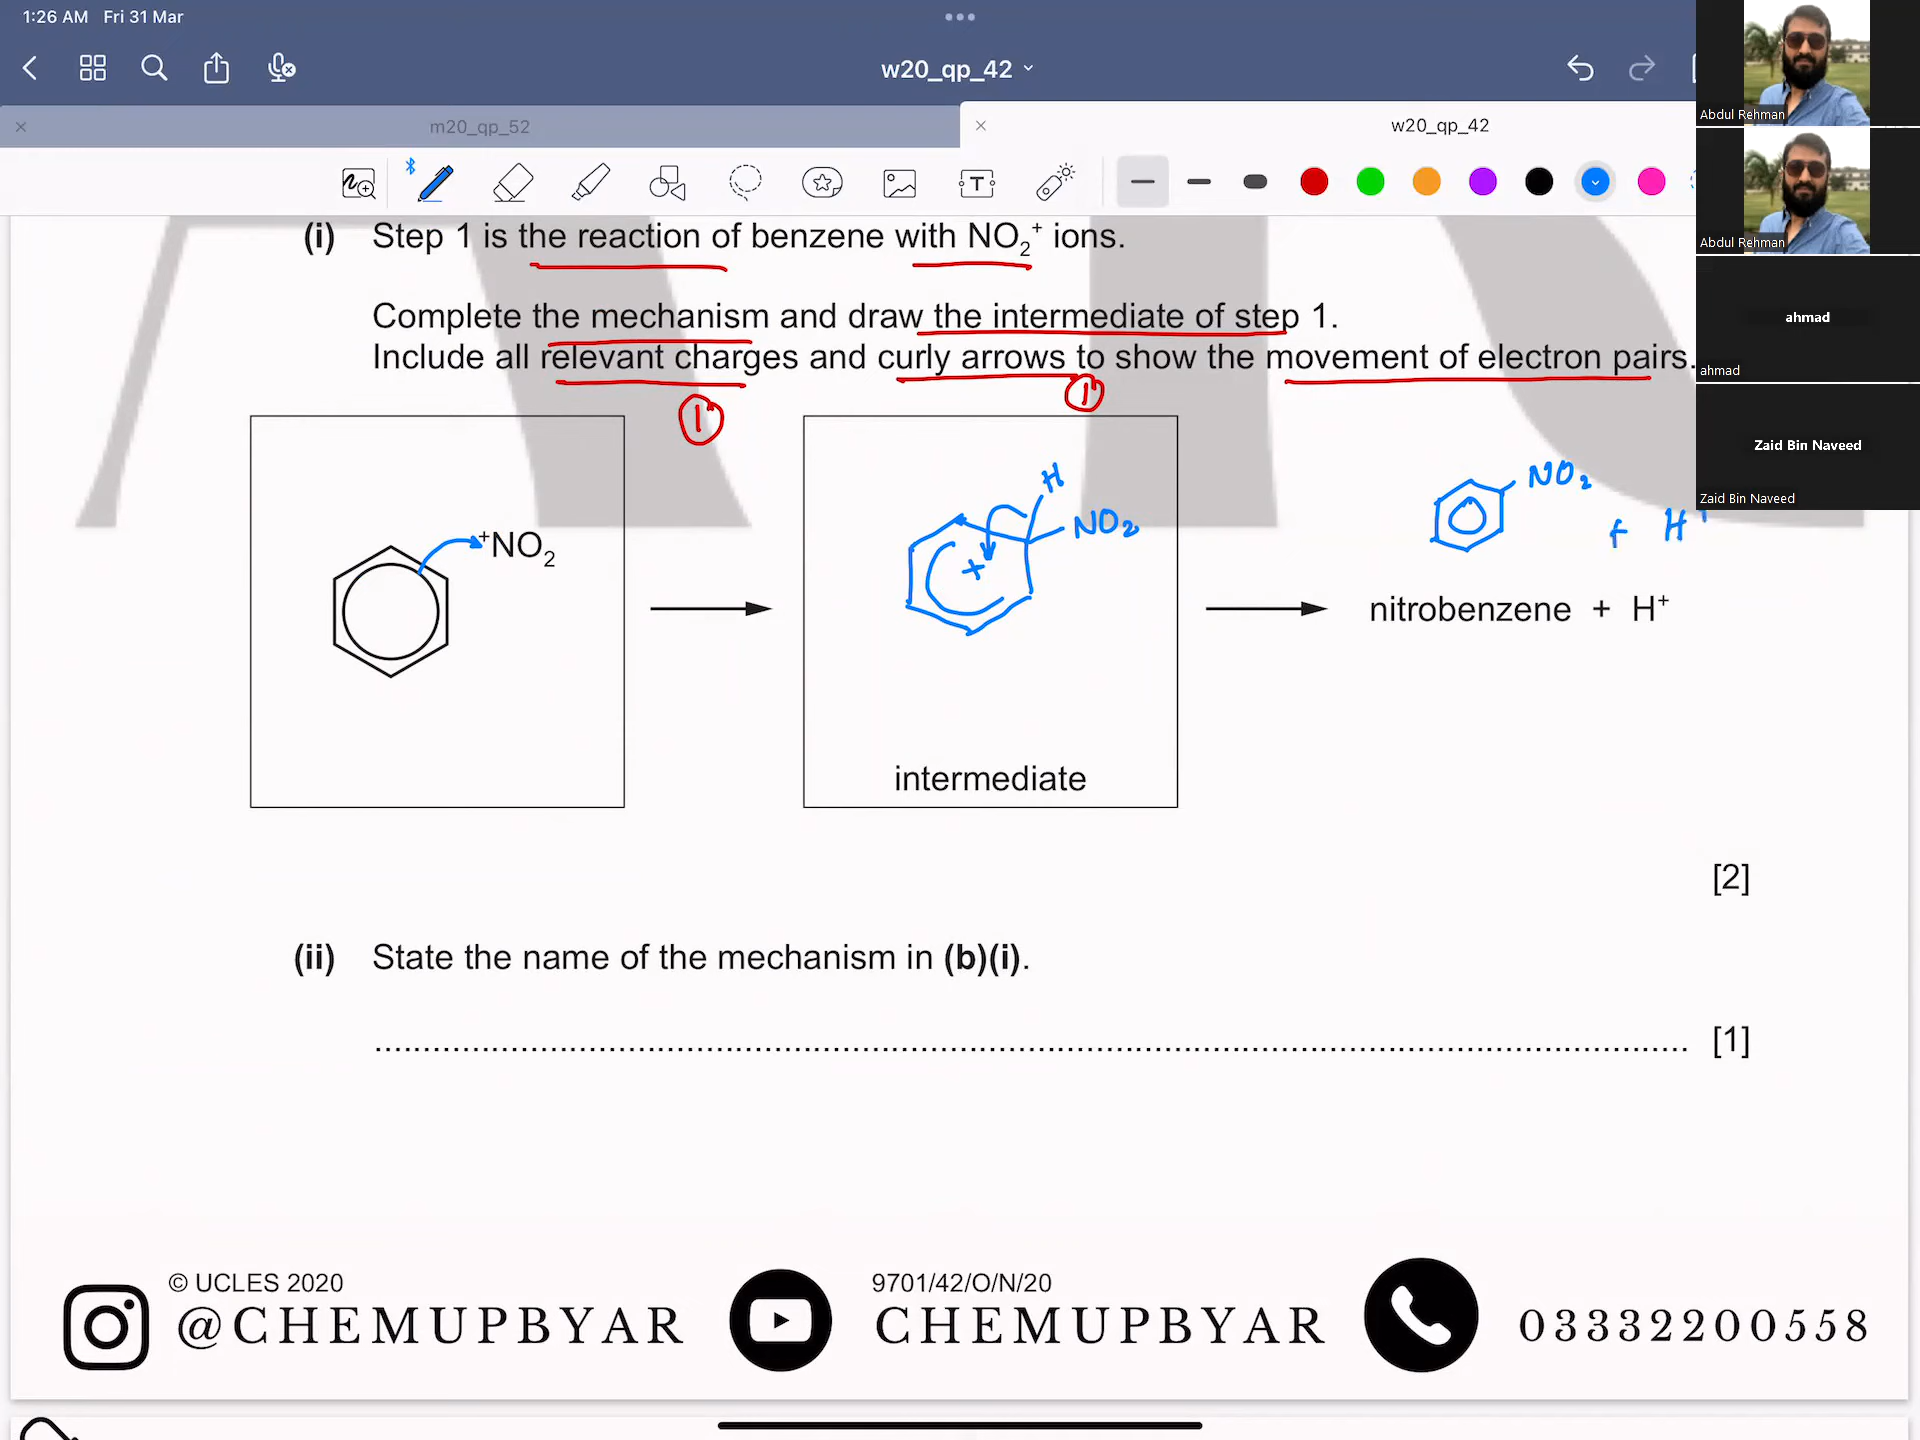 1:26 AM Fri 31 Mar
w20_qp_42
m20_qp_52
w20_qp_42
Abdul Rehman
Abdul Rehman
ahmad
ahmad
Zaid Bin Naveed
Zaid Bin Naveed
(i) Step 1 is the reaction of benzene with NO₂⁺ ions.
Complete the mechanism and draw the intermediate of step 1.
Include all relevant charges and curly arrows to show the movement of electron pairs.
1 1
⁺NO₂
H
NO₂
+
intermediate
NO₂
+ H⁺
nitrobenzene + H⁺
[2]
(ii) State the name of the mechanism in (b)(i).
.......................................................................................................................................... [1]
© UCLES 2020 9701/42/O/N/20
@CHEMUPBYAR CHEMUPBYAR 03332200558